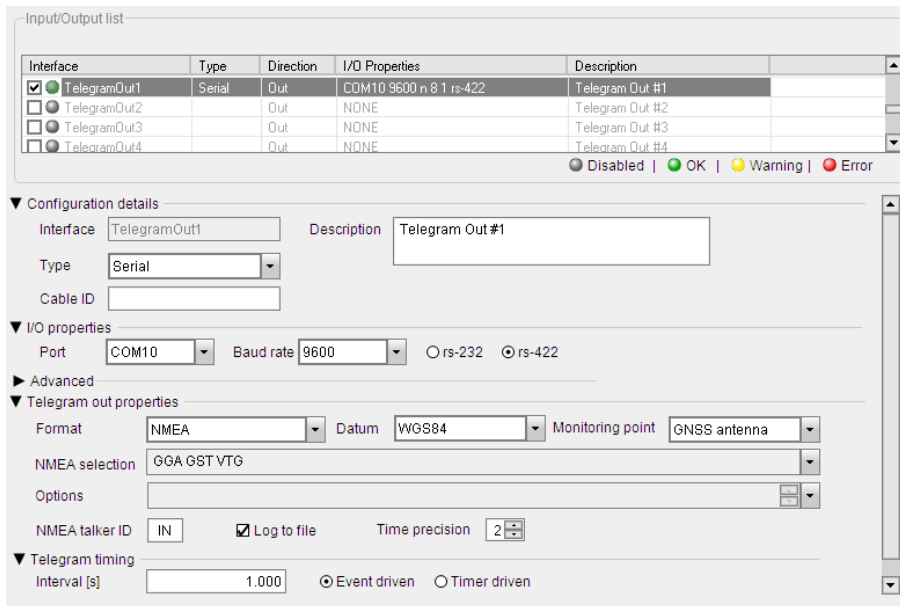 Input/Output list
Interface Type Direction I/O Properties Description
TelegramOut1 Serial Out COM10 9600 n 8 1 rs-422 Telegram Out #1
TelegramOut2 Out NONE Telegram Out #2
TelegramOut3 Out NONE Telegram Out #3
TelegramOut4 Out NONE Telegram Out #4
Disabled | OK | Warning | Error
Configuration details
Interface TelegramOut1 Description Telegram Out #1
Type Serial
Cable ID
I/O properties
Port COM10 Baud rate 9600 rs-232 rs-422
Advanced
Telegram out properties
Format NMEA Datum WGS84 Monitoring point GNSS antenna
NMEA selection GGA GST VTG
Options
NMEA talker ID IN Log to file Time precision 2
Telegram timing
Interval [s] 1.000 Event driven Timer driven